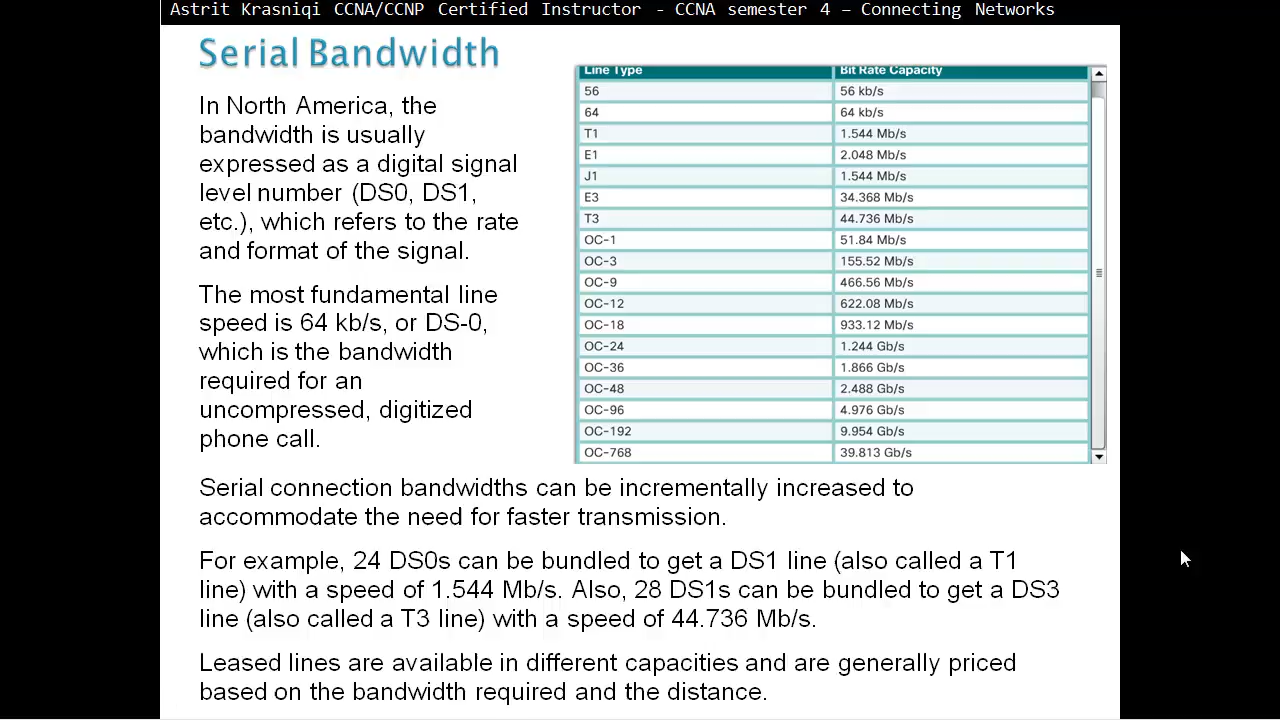 Astrit Krasniqi CCNA/CCNP Certified Instructor - CCNA semester 4 – Connecting Networks
Serial Bandwidth
In North America, the
bandwidth is usually
expressed as a digital signal
level number (DS0, DS1,
etc.), which refers to the rate
and format of the signal.
The most fundamental line
speed is 64 kb/s, or DS-0,
which is the bandwidth
required for an
uncompressed, digitized
phone call.
Line Type Bit Rate Capacity
56 56 kb/s
64 64 kb/s
T1 1.544 Mb/s
E1 2.048 Mb/s
J1 1.544 Mb/s
E3 34.368 Mb/s
T3 44.736 Mb/s
OC-1 51.84 Mb/s
OC-3 155.52 Mb/s
OC-9 466.56 Mb/s
OC-12 622.08 Mb/s
OC-18 933.12 Mb/s
OC-24 1.244 Gb/s
OC-36 1.866 Gb/s
OC-48 2.488 Gb/s
OC-96 4.976 Gb/s
OC-192 9.954 Gb/s
OC-768 39.813 Gb/s
Serial connection bandwidths can be incrementally increased to
accommodate the need for faster transmission.
For example, 24 DS0s can be bundled to get a DS1 line (also called a T1
line) with a speed of 1.544 Mb/s. Also, 28 DS1s can be bundled to get a DS3
line (also called a T3 line) with a speed of 44.736 Mb/s.
Leased lines are available in different capacities and are generally priced
based on the bandwidth required and the distance.